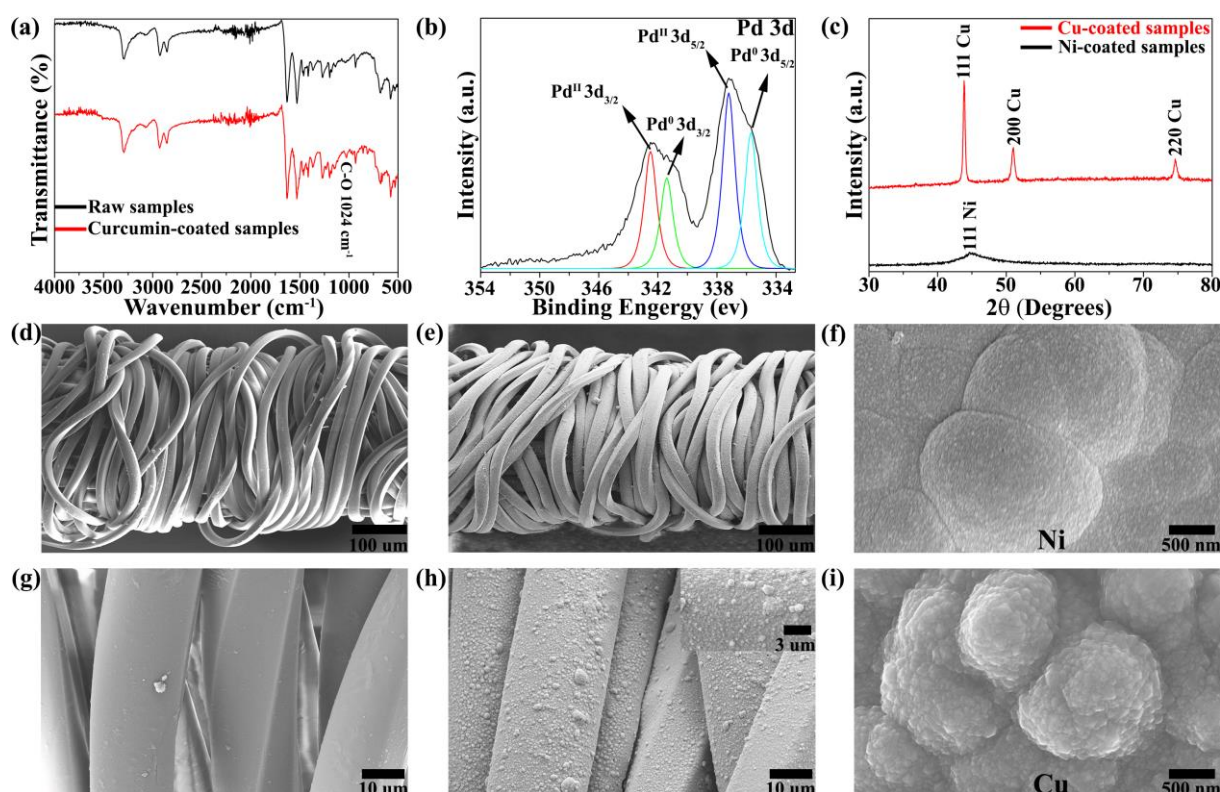 (a)
Transmittance (%)
C-O 1024 cm⁻¹
Raw samples
Curcumin-coated samples
4000 3500 3000 2500 2000 1500 1000 500
Wavenumber (cm⁻¹)
(b)
Pd 3d
Intensity (a.u.)
Pdᴵᴵ 3d₅/₂
Pd⁰ 3d₅/₂
Pdᴵᴵ 3d₃/₂
Pd⁰ 3d₃/₂
354 348 342 336 334
Binding Engergy (ev)
(c)
Intensity (a.u.)
Cu-coated samples
Ni-coated samples
111 Cu
200 Cu
220 Cu
111 Ni
30 40 50 60 70 80
2θ (Degrees)
(d)
100 um
(e)
100 um
(f)
Ni
500 nm
(g)
10 um
(h)
3 um
10 um
(i)
Cu
500 nm